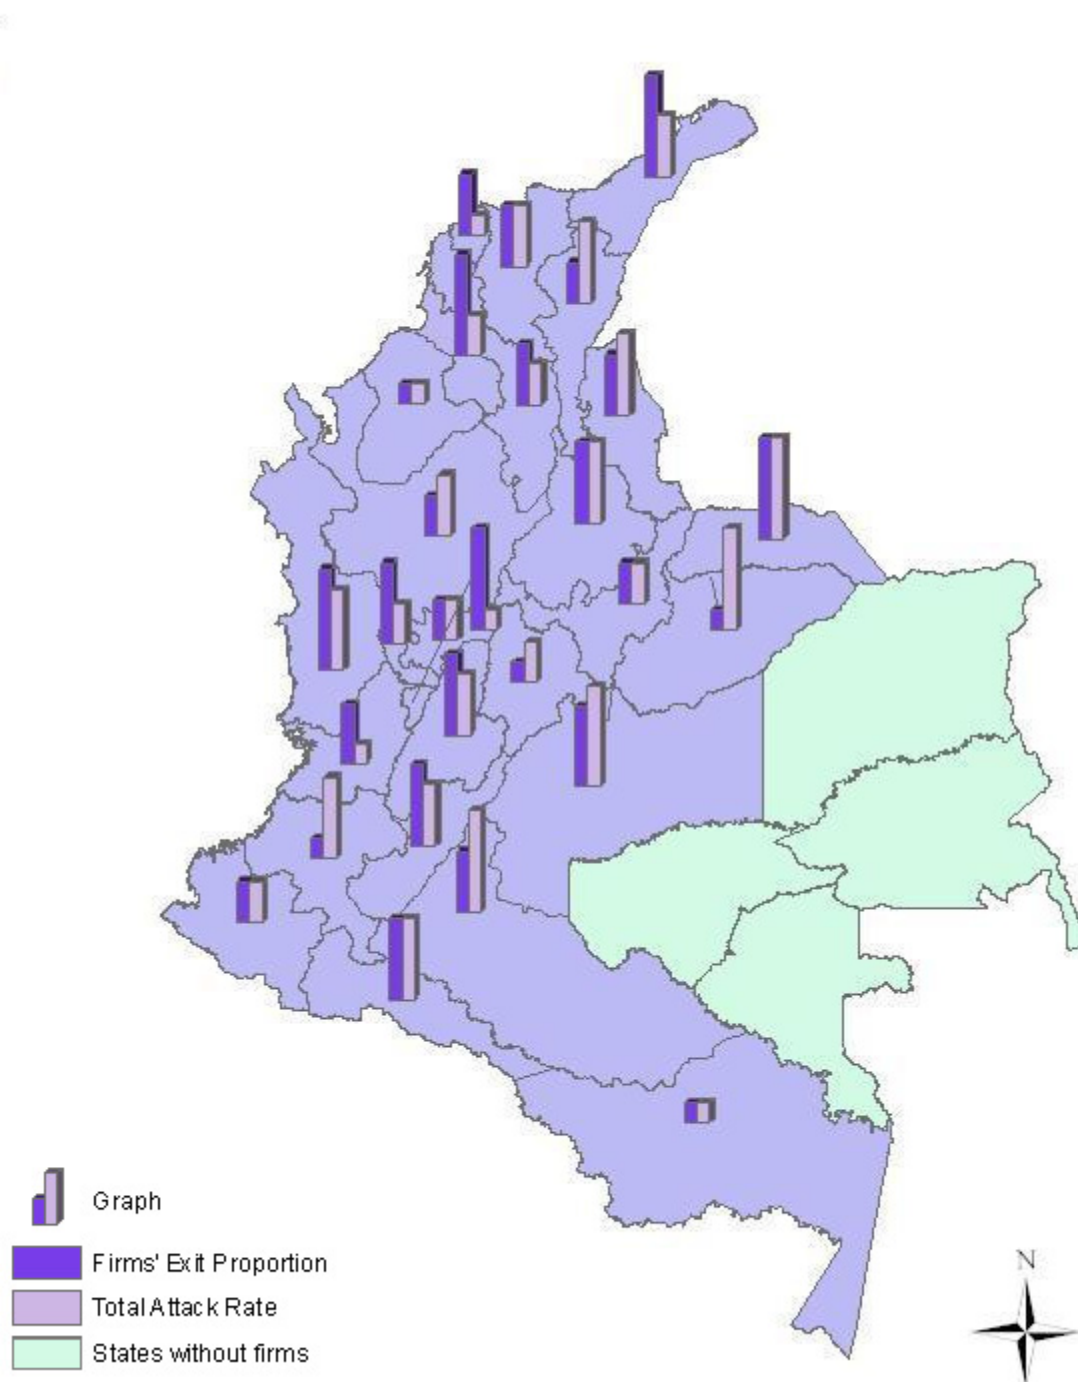 Graph
Firms' Exit Proportion
Total Attack Rate
States without firms
N